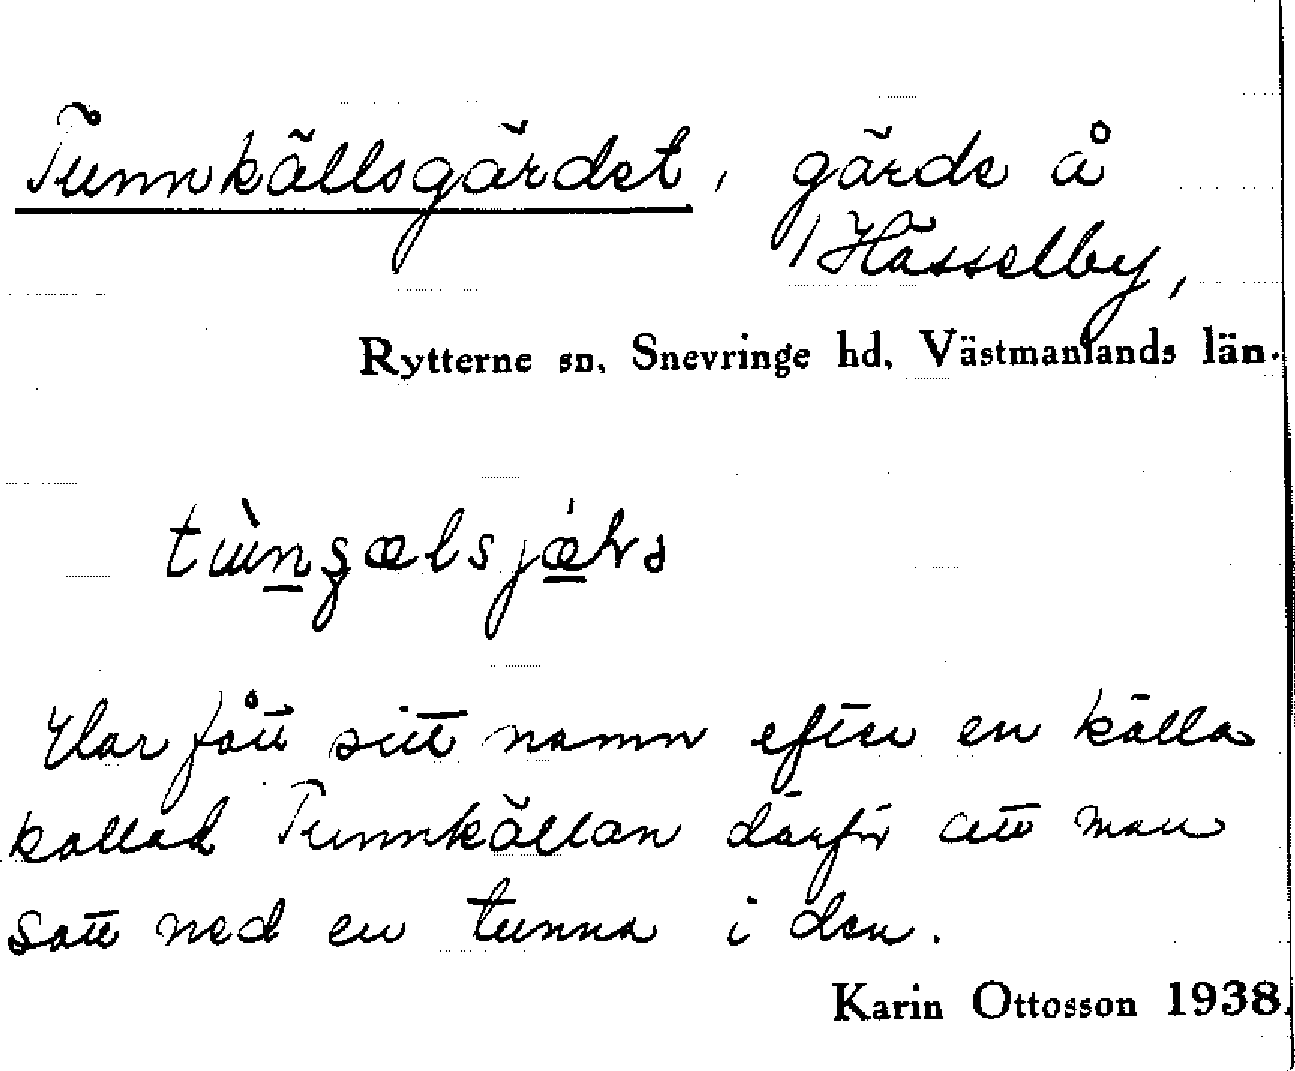 Tunnkällsgärdet, gärde å
Hässelby,
Rytterne sn, Snevringe hd, Västmanlands län.
Har fått sitt namn efter en källa
kallad Tunnkällan därför att man
satt ned en tunna i den.
Karin Ottosson 1938.